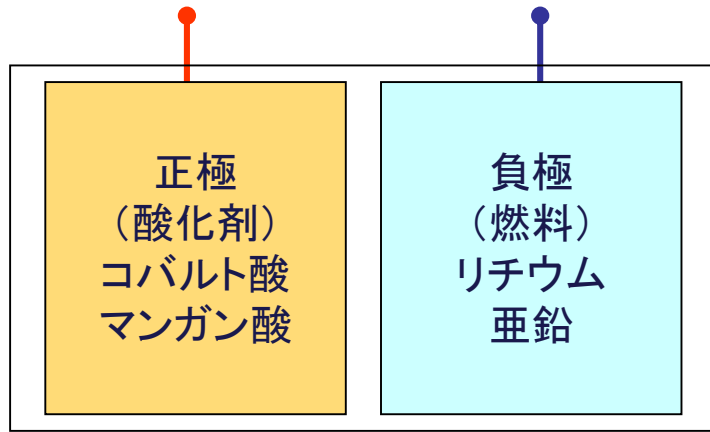 正極
（酸化剤）
コバルト酸
マンガン酸
負極
（燃料）
リチウム
亜鉛